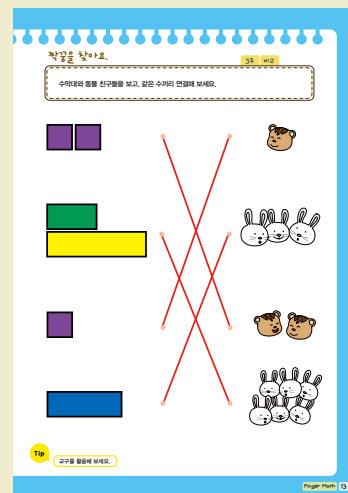 짝꿍을 찾아요.
3주 비교
수막대와 동물 친구들을 보고, 같은 수끼리 연결해 보세요.
Tip
교구를 활용해 보세요.
Finger Math 13